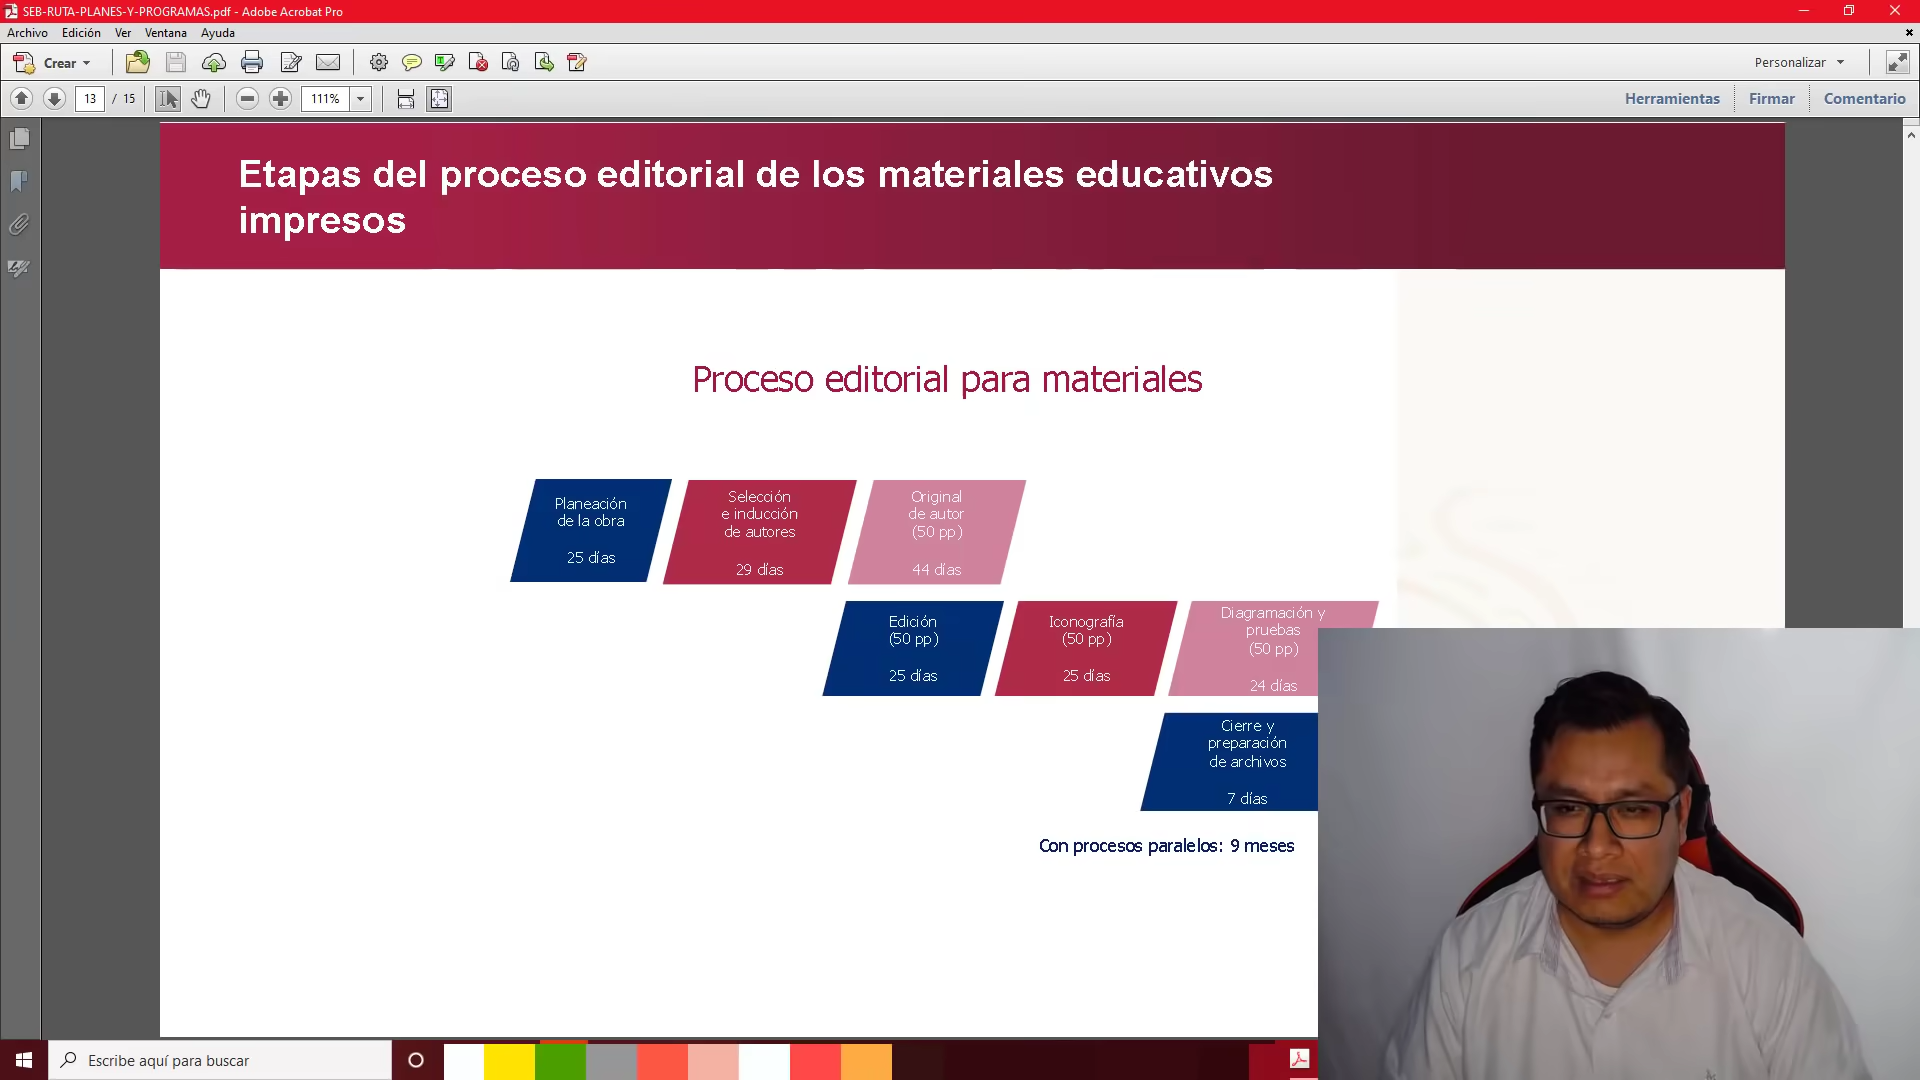 SEB-RUTA-PLANES-Y-PROGRAMAS.pdf - Adobe Acrobat Pro
Archivo Edición Ver Ventana Ayuda
Crear
Personalizar
13 / 15
111%
Herramientas Firmar Comentario
Etapas del proceso editorial de los materiales educativos
impresos
Proceso editorial para materiales
Planeación
de la obra
25 días
Selección
e inducción
de autores
29 días
Original
de autor
(50 pp)
44 días
Edición
(50 pp)
25 días
Iconografía
(50 pp)
25 días
Diagramación y
pruebas
(50 pp)
24 días
Cierre y
preparación
de archivos
7 días
Con procesos paralelos: 9 meses
Escribe aquí para buscar